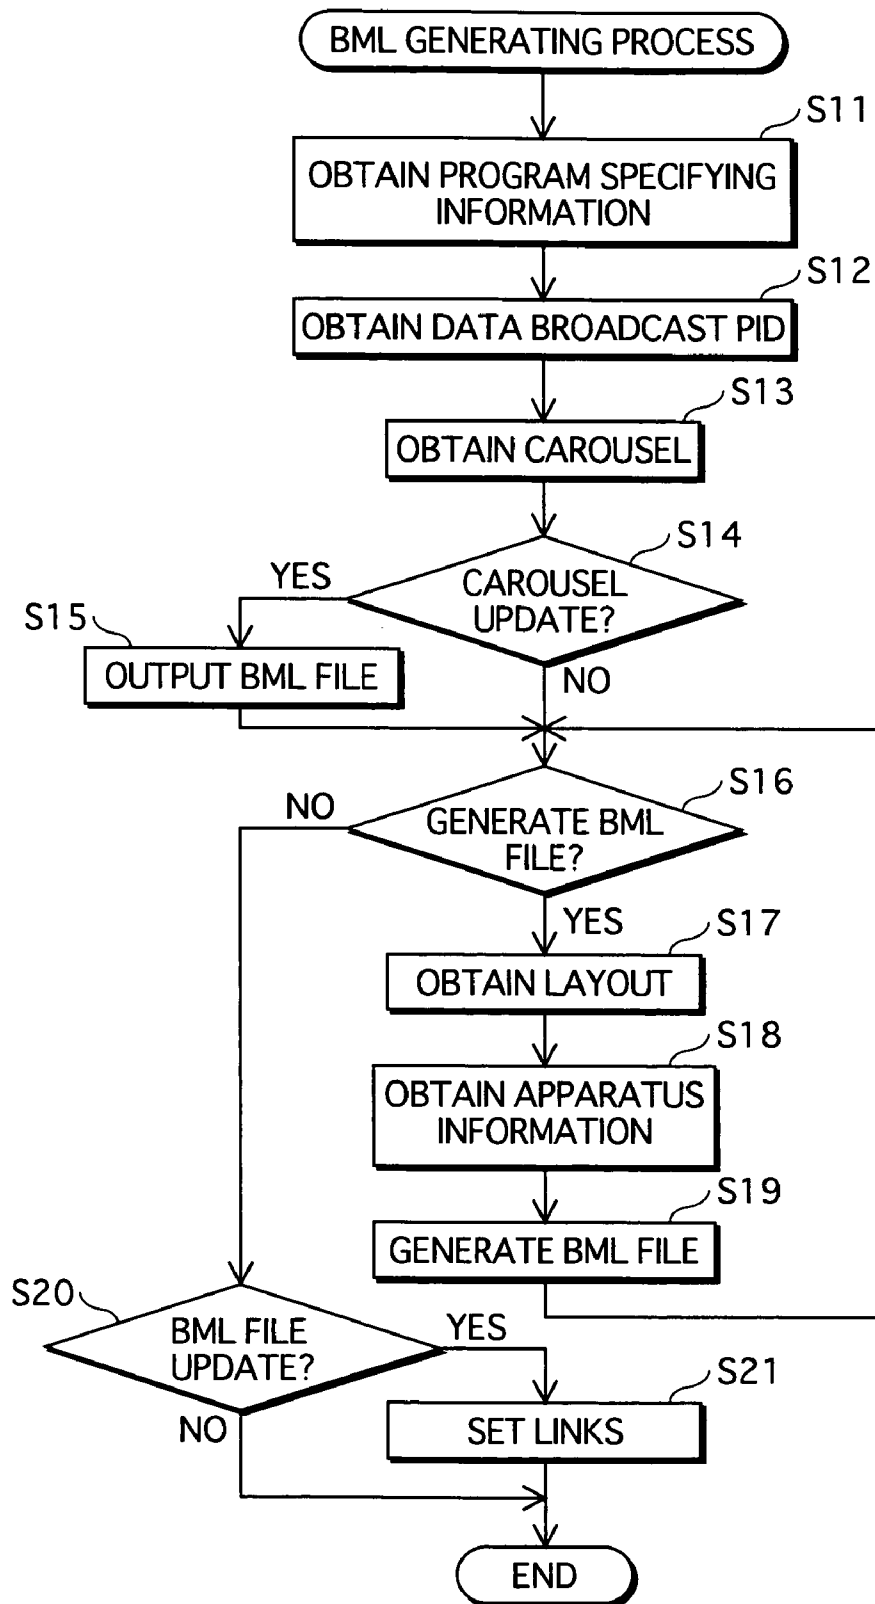 BML GENERATING PROCESS
S11
OBTAIN PROGRAM SPECIFYING
INFORMATION
S12
OBTAIN DATA BROADCAST PID
S13
OBTAIN CAROUSEL
S14
CAROUSEL
UPDATE?
YES
NO
S15
OUTPUT BML FILE
S16
GENERATE BML
FILE?
NO
YES
S17
OBTAIN LAYOUT
S18
OBTAIN APPARATUS
INFORMATION
S19
GENERATE BML FILE
S20
BML FILE
UPDATE?
YES
NO
S21
SET LINKS
END